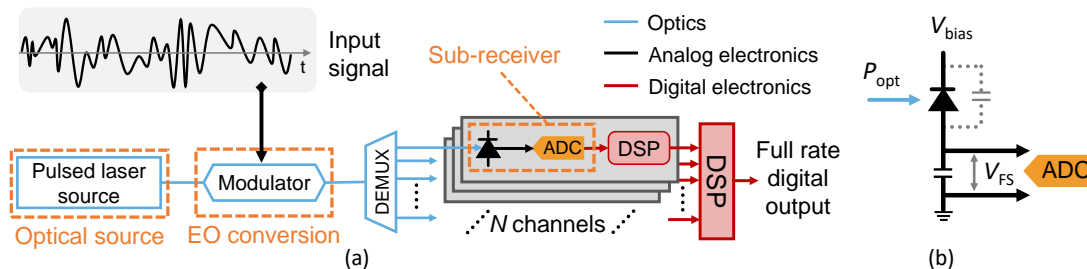 Input
signal
t
Optics
Analog electronics
Digital electronics
Sub-receiver
ADC
DSP
Pulsed laser
source
Modulator
DEMUX
DSP
Full rate
digital
output
Optical source
EO conversion
N channels
(a)
V_bias
P_opt
V_FS
ADC
(b)